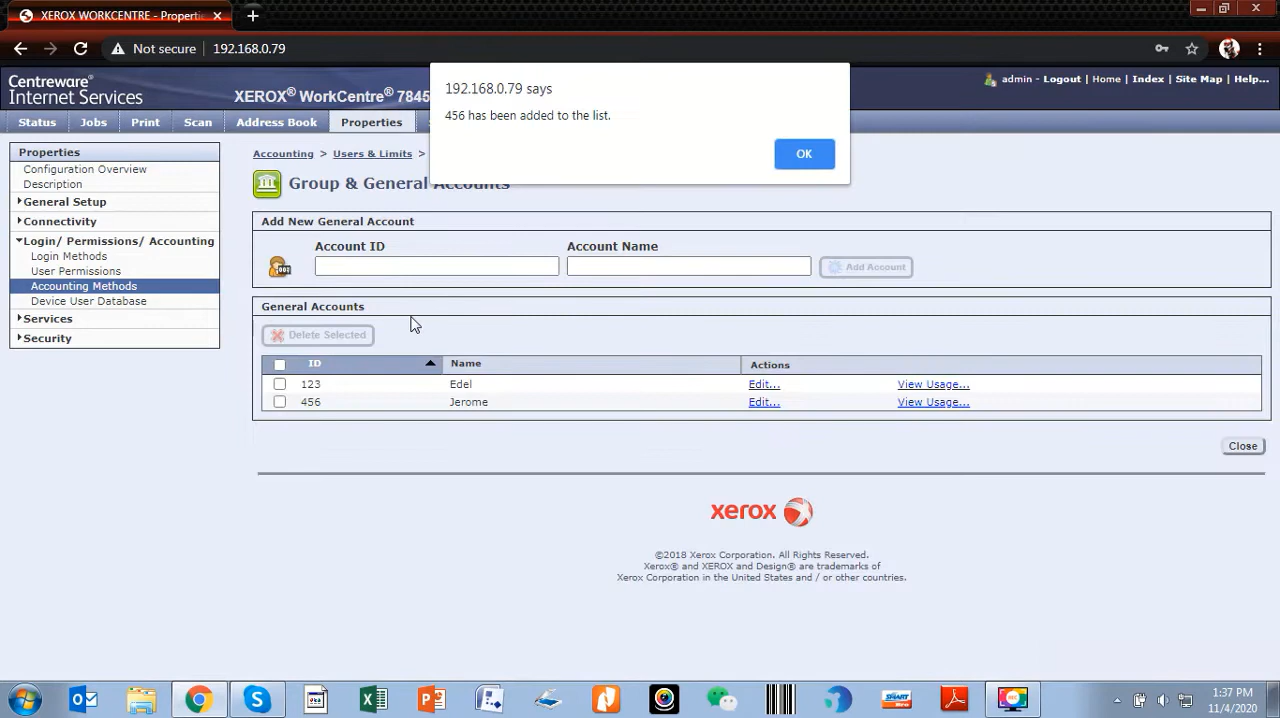 XEROX WORKCENTRE - Properti
Not secure
192.168.0.79
Centreware®
Internet Services
XEROX® WorkCentre® 7845
admin - Logout | Home | Index | Site Map | Help...
192.168.0.79 says
456 has been added to the list.
OK
Status
Jobs
Print
Scan
Address Book
Properties
Properties
Configuration Overview
Description
General Setup
Connectivity
Login/ Permissions/ Accounting
Login Methods
User Permissions
Accounting Methods
Device User Database
Services
Security
Accounting > Users & Limits >
Group & General Accounts
Add New General Account
Account ID
Account Name
Add Account
General Accounts
Delete Selected
ID Name Actions
123 Edel Edit... View Usage...
456 Jerome Edit... View Usage...
Close
xerox
©2018 Xerox Corporation. All Rights Reserved.
Xerox® and XEROX and Design® are trademarks of
Xerox Corporation in the United States and / or other countries.
1:37 PM
11/4/2020